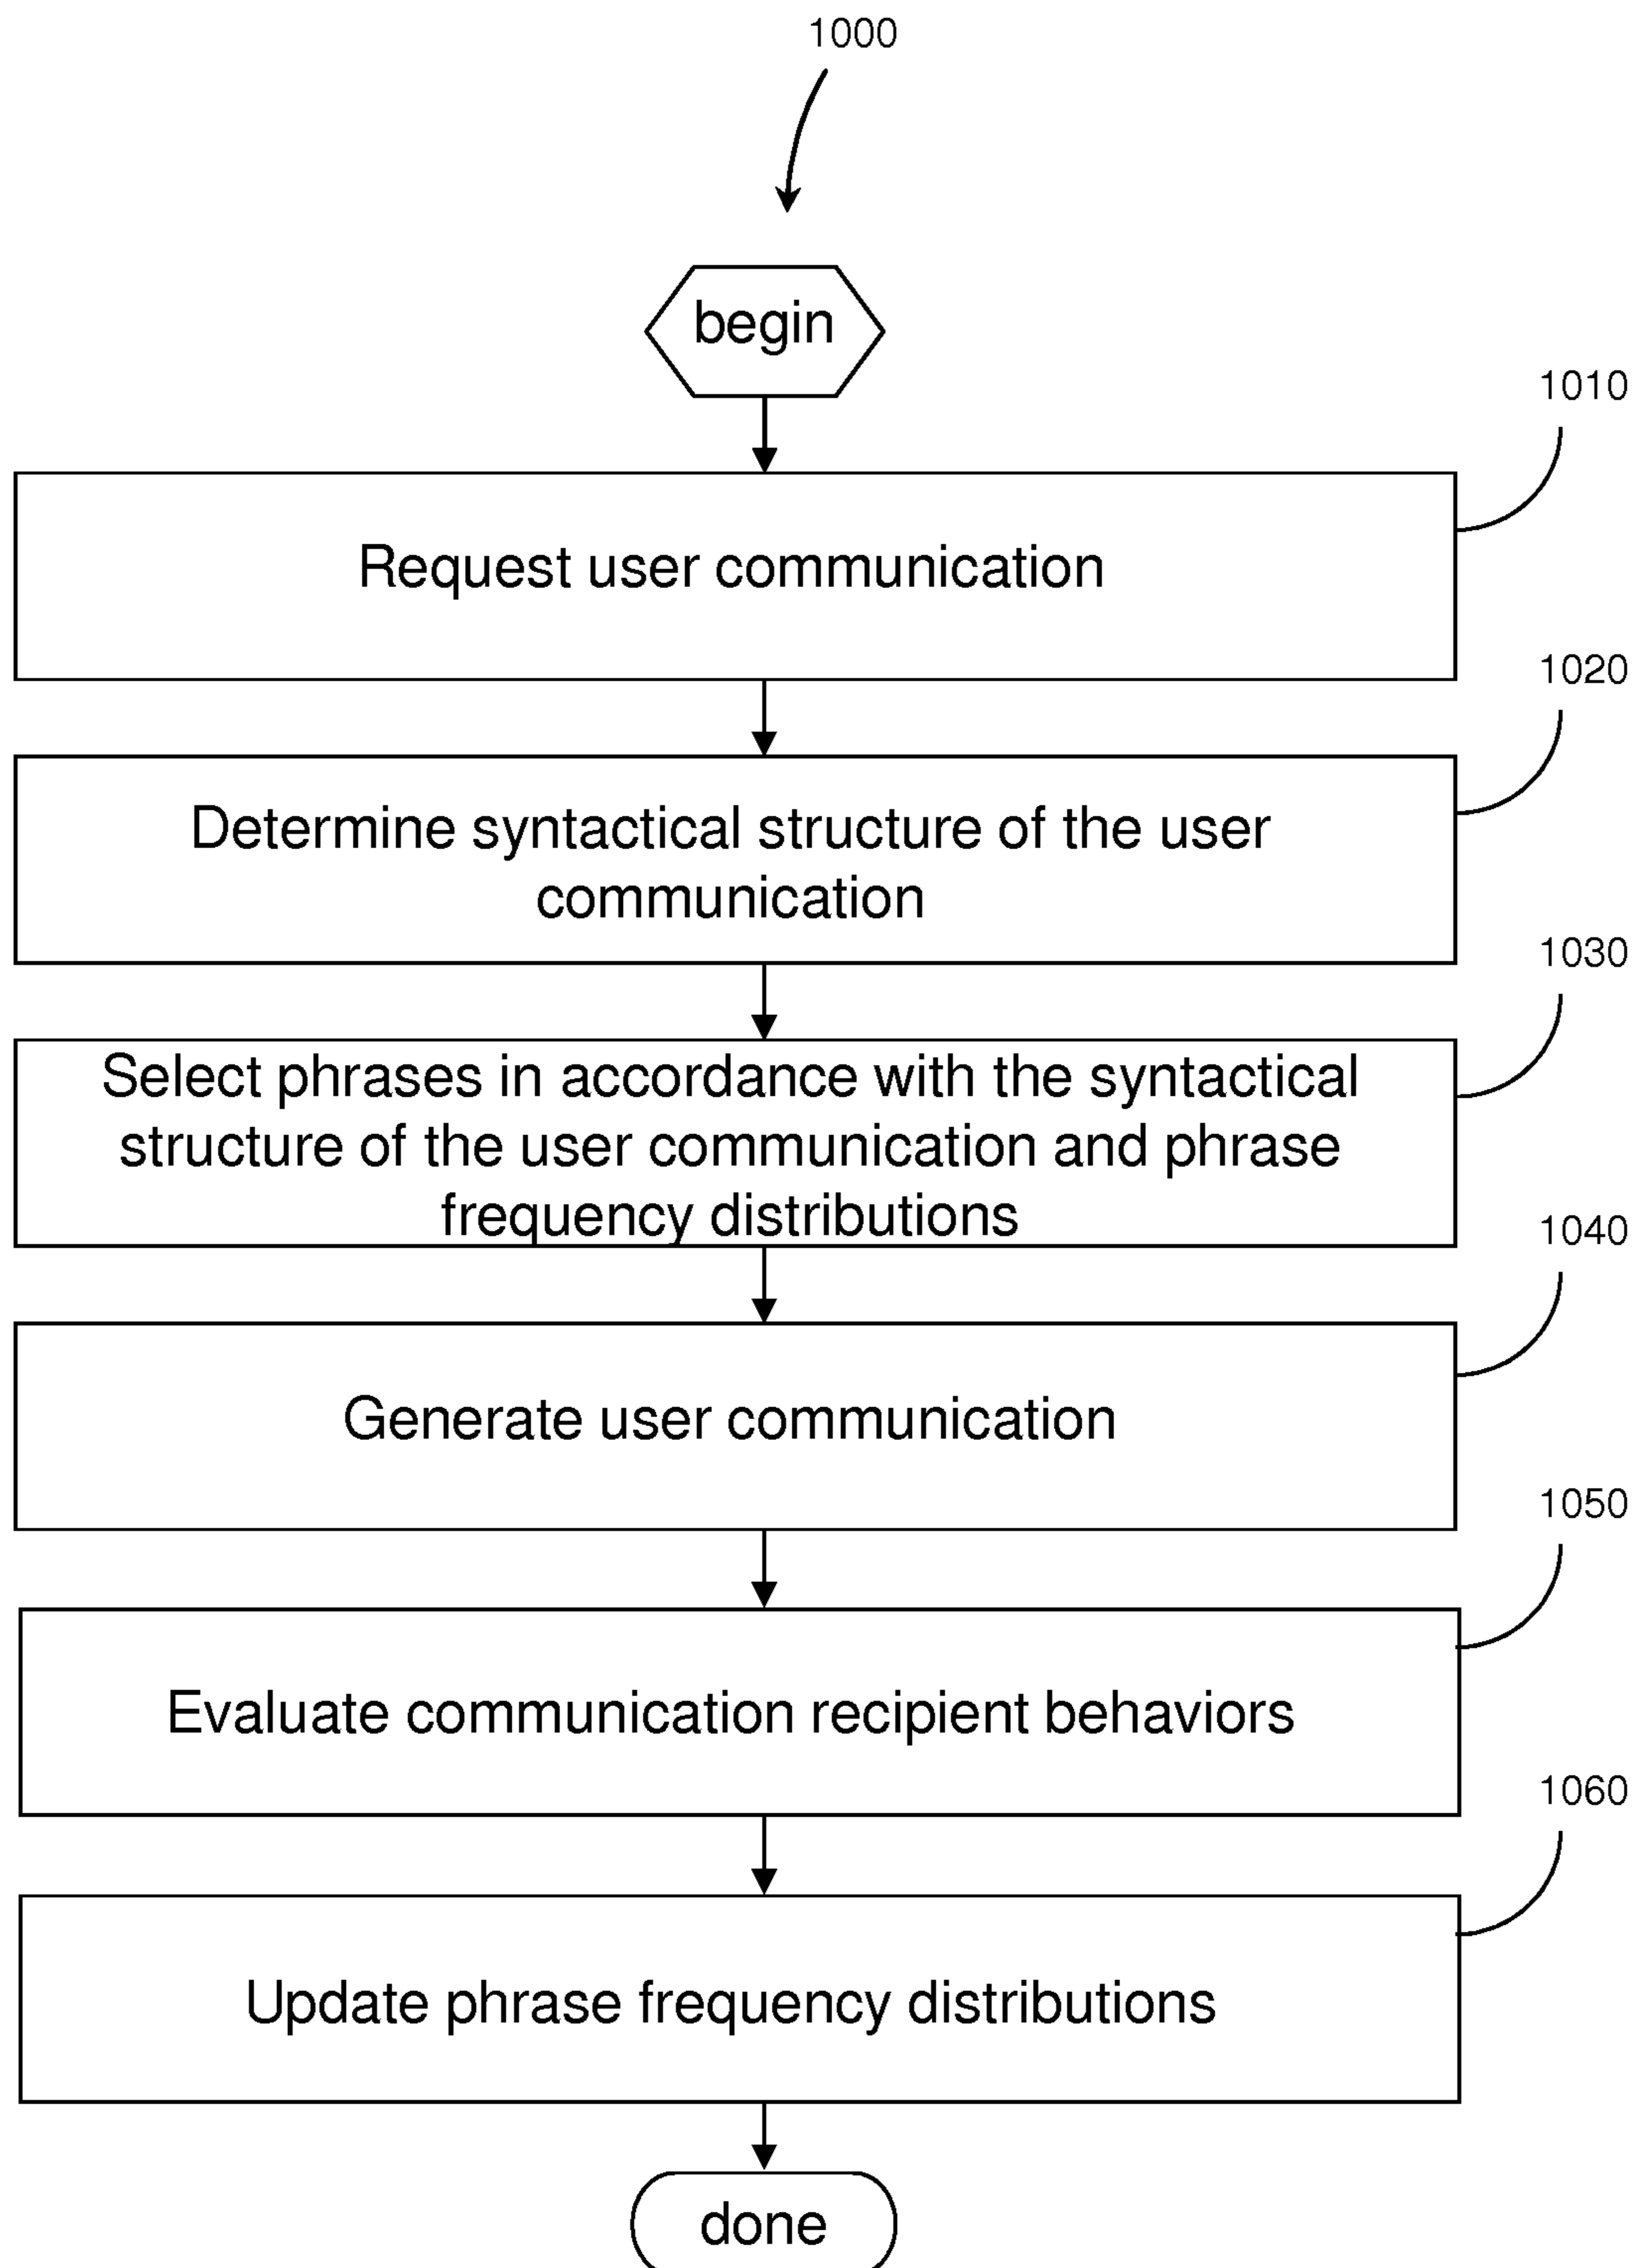 1000
begin
1010
Request user communication
1020
Determine syntactical structure of the user
communication
1030
Select phrases in accordance with the syntactical
structure of the user communication and phrase
frequency distributions
1040
Generate user communication
1050
Evaluate communication recipient behaviors
1060
Update phrase frequency distributions
done